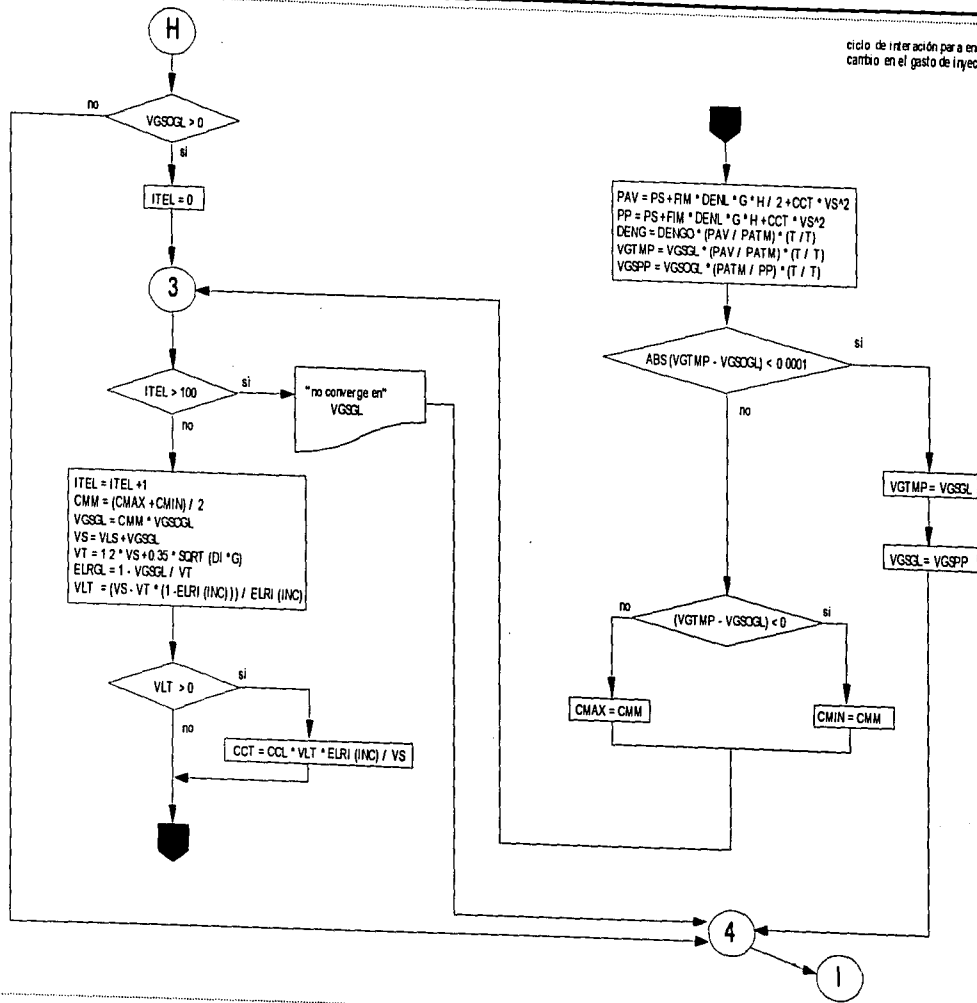 H
ciclo de interación para en
cambio en el gasto de inyec
no
VGSOGL > 0
si
ITEL = 0
3
ITEL > 100
si
"no converge en"
VGSGL
no
ITEL = ITEL +1
CMM = (CMAX +CMIN) / 2
VGSGL = CMM * VGSOGL
VS = VLS +VGSGL
VT = 1 2 * VS +0 35 * SQRT (DI *G)
ELRGL = 1 - VGSGL / VT
VLT = (VS - VT * (1 -ELRI (INC) )) / ELRI (INC)
VLT > 0
si
no
CCT = CCL * VLT * ELRI (INC) / VS
PAV = PS +FIM * DENL *G *H / 2 +CCT * VS^2
PP = PS +FIM * DENL *G *H +CCT * VS^2
DENG = DENGO * (PAV / PATM) * (T / T)
VGTMP = VGSGL * (PAV / PATM) * (T / T)
VGSPP = VGSOGL * (PATM / PP) * (T / T)
ABS (VGTMP - VGSOGL) < 0 0001
si
no
VGTMP = VGSGL
VGSGL = VGSPP
no
(VGTMP - VGSOGL) < 0
si
CMAX = CMM
CMIN = CMM
4
I